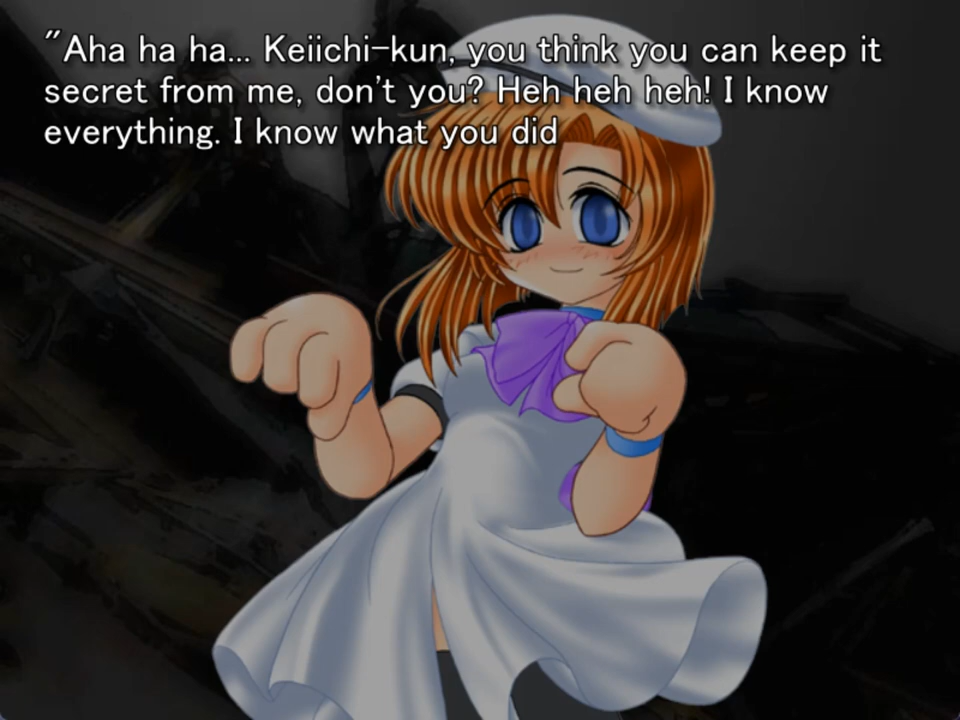 "Aha ha ha... Keiichi-kun, you think you can keep it
secret from me, don't you? Heh heh heh! I know
everything. I know what you did